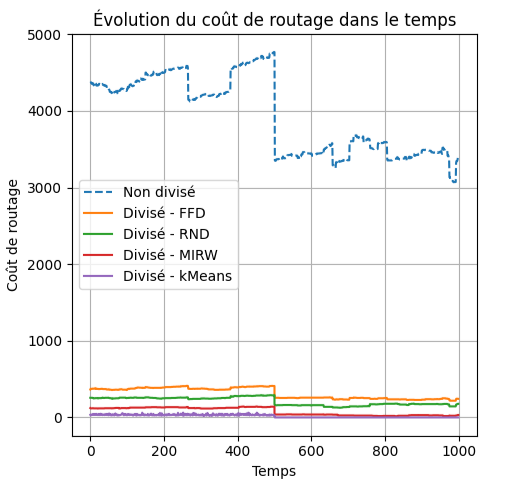 Évolution du coût de routage dans le temps
5000
4000
3000
2000
1000
0
Coût de routage
Non divisé
Divisé - FFD
Divisé - RND
Divisé - MIRW
Divisé - kMeans
0 200 400 600 800 1000
Temps